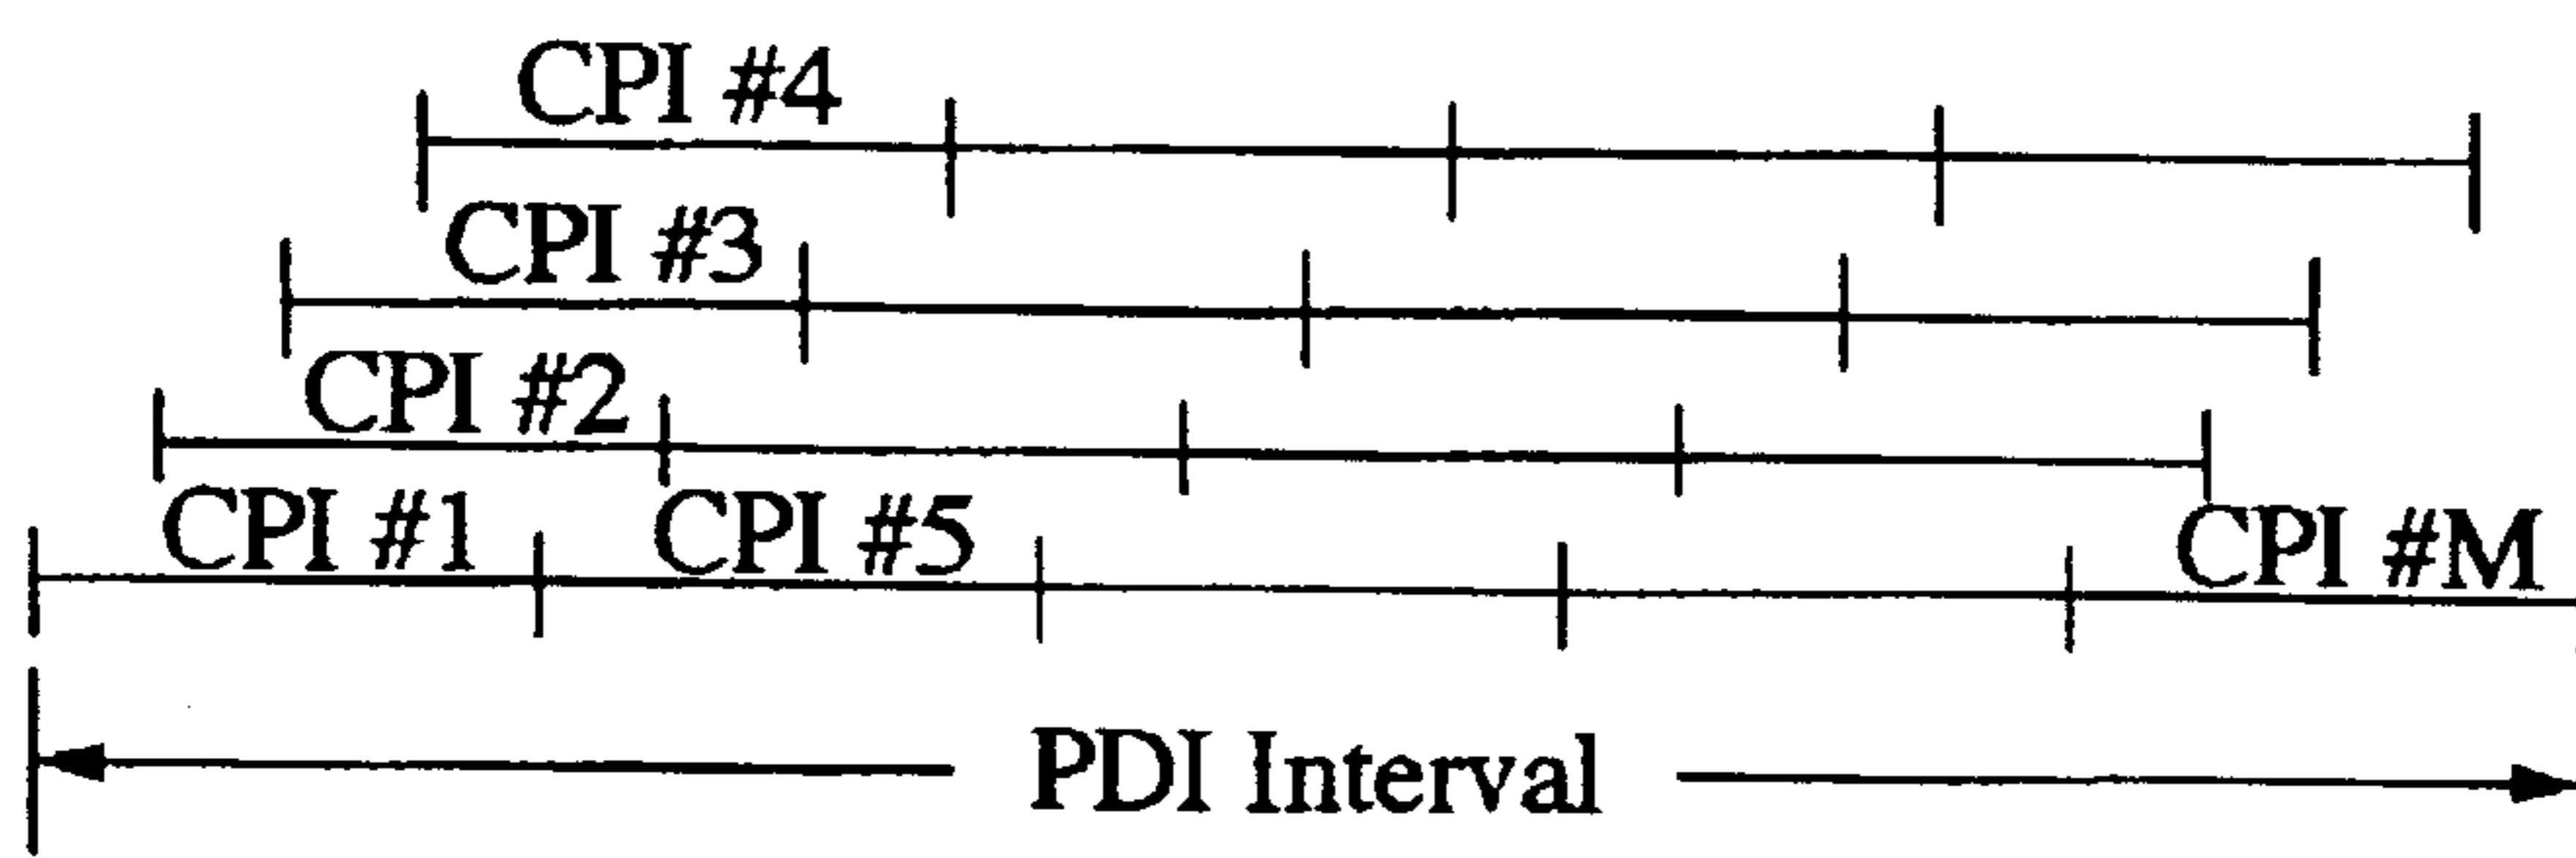 CPI #4
CPI #3
CPI #2
CPI #1 CPI #5 CPI #M
PDI Interval